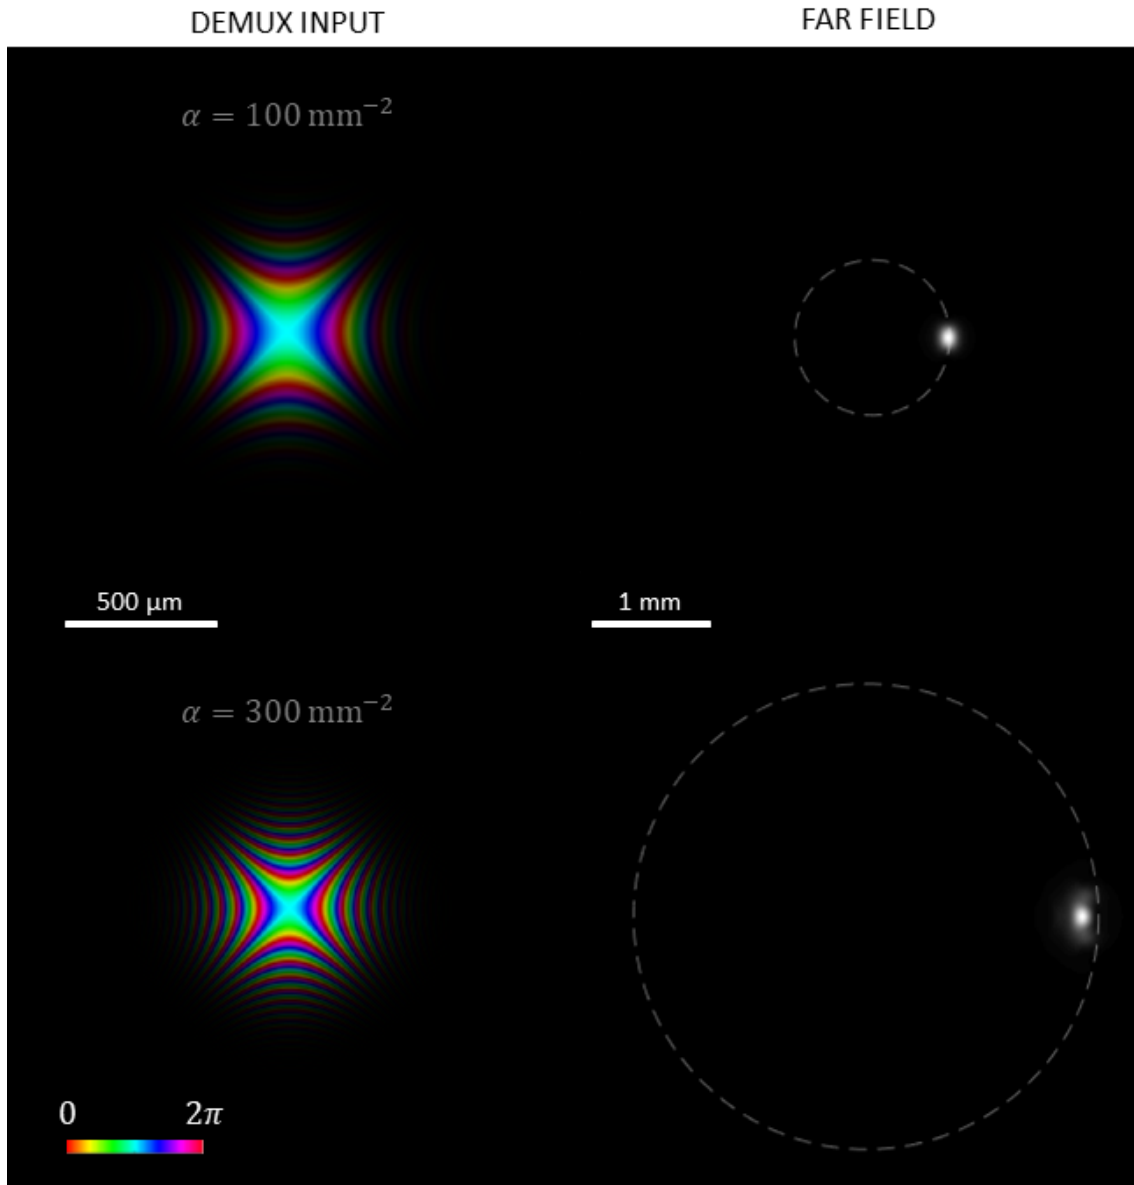 DEMUX INPUT
FAR FIELD
α = 100 mm⁻²
500 µm
1 mm
α = 300 mm⁻²
0
2π